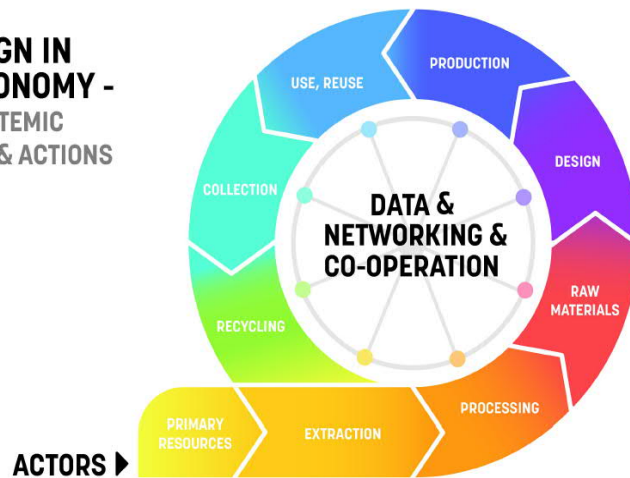 GN IN
ONOMY -
TEMIC
& ACTIONS
USE, REUSE
PRODUCTION
DESIGN
COLLECTION
DATA &
NETWORKING &
CO-OPERATION
RAW
MATERIALS
RECYCLING
PROCESSING
PRIMARY
RESOURCES
EXTRACTION
ACTORS